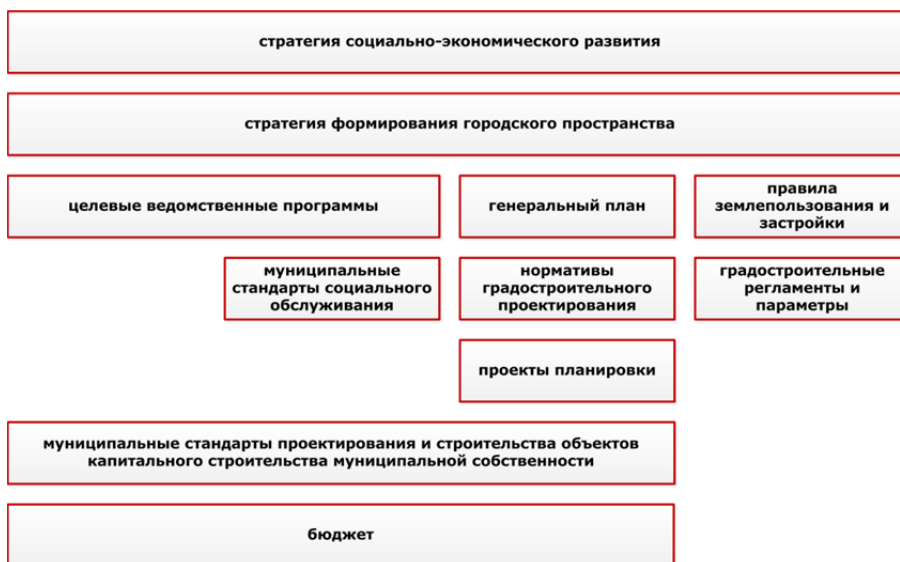 стратегия социально-экономического развития
стратегия формирования городского пространства
целевые ведомственные программы
генеральный план
правила
землепользования и
застройки
муниципальные
стандарты социального
обслуживания
нормативы
градостроительного
проектирования
градостроительные
регламенты и
параметры
проекты планировки
муниципальные стандарты проектирования и строительства объектов
капитального строительства муниципальной собственности
бюджет